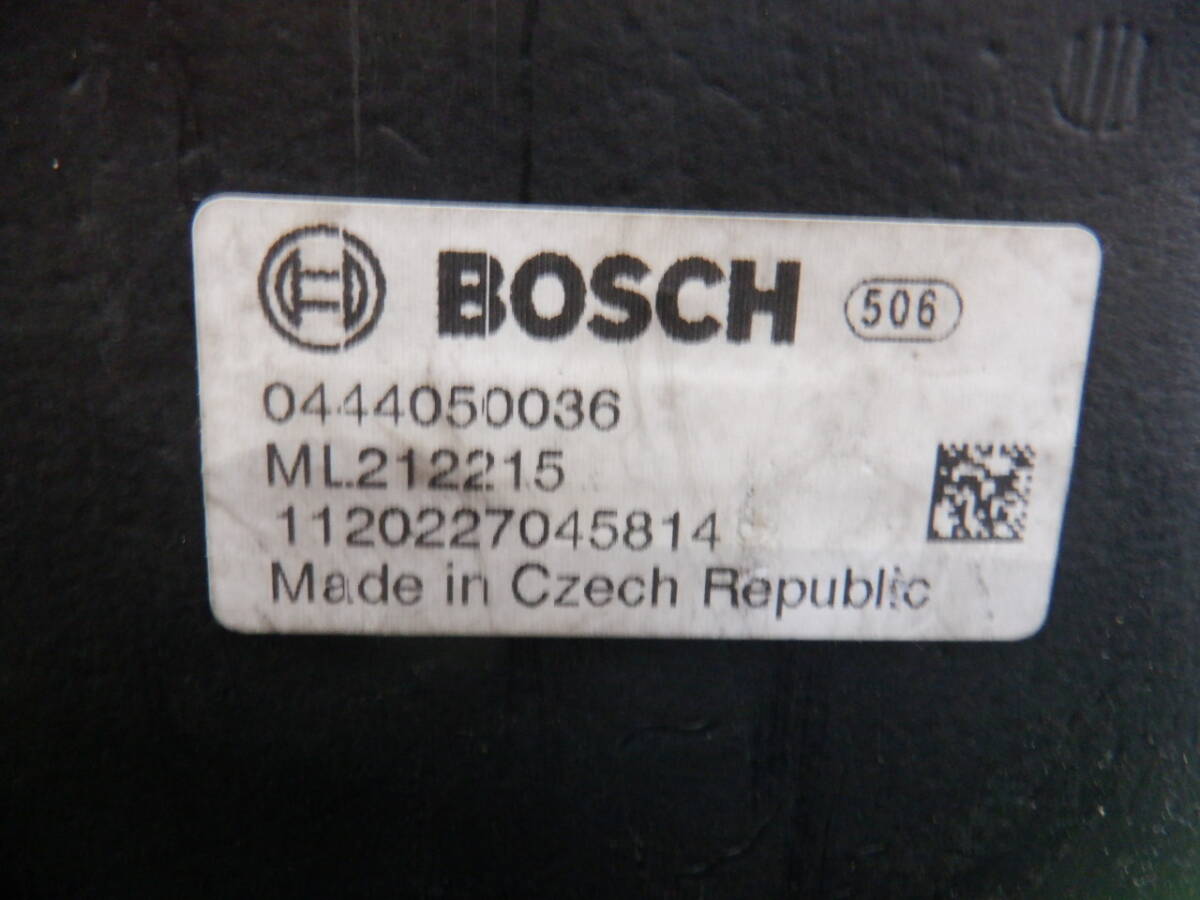 BOSCH 506
0444050036
ML212215
1120227045814
Made in Czech Republic